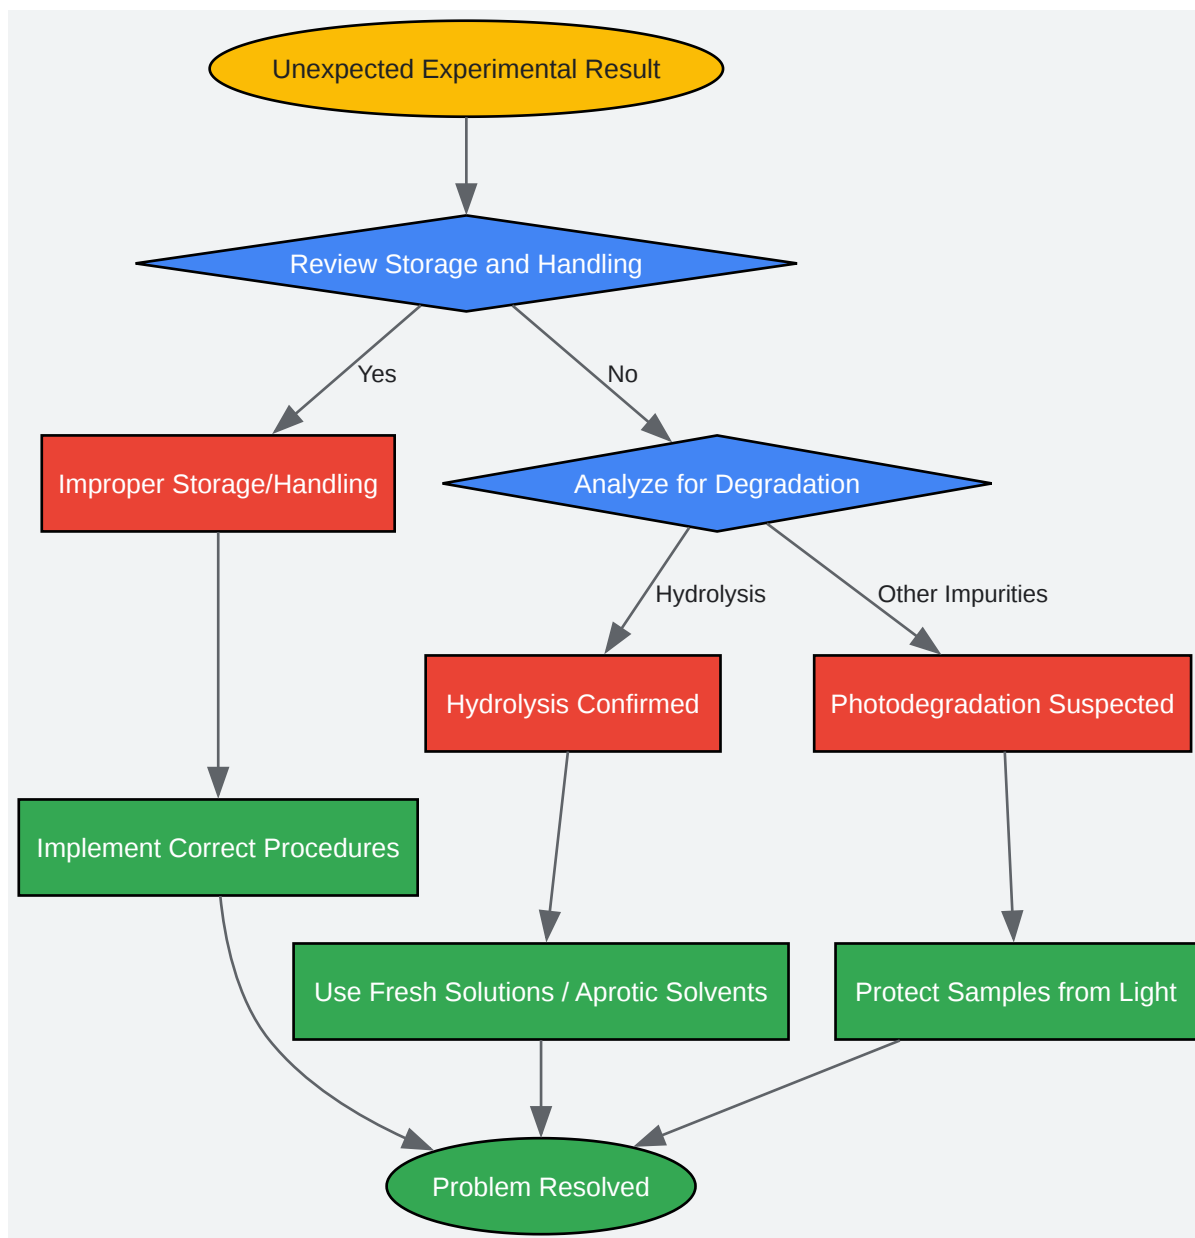 Unexpected Experimental Result
Review Storage and Handling
Yes
No
Improper Storage/Handling
Analyze for Degradation
Hydrolysis
Other Impurities
Hydrolysis Confirmed
Photodegradation Suspected
Implement Correct Procedures
Use Fresh Solutions / Aprotic Solvents
Protect Samples from Light
Problem Resolved